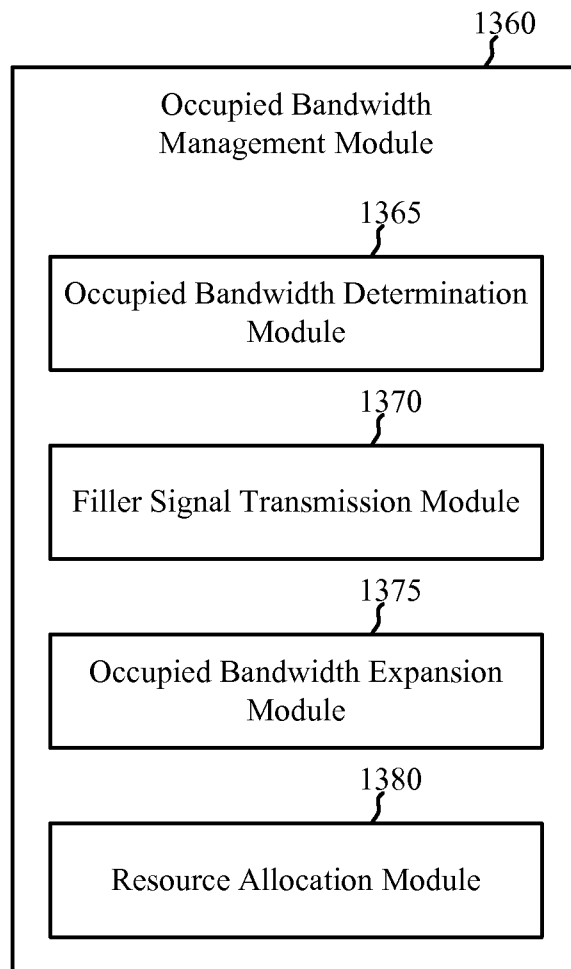 1360
Occupied Bandwidth
Management Module
1365
Occupied Bandwidth Determination
Module
1370
Filler Signal Transmission Module
1375
Occupied Bandwidth Expansion
Module
1380
Resource Allocation Module